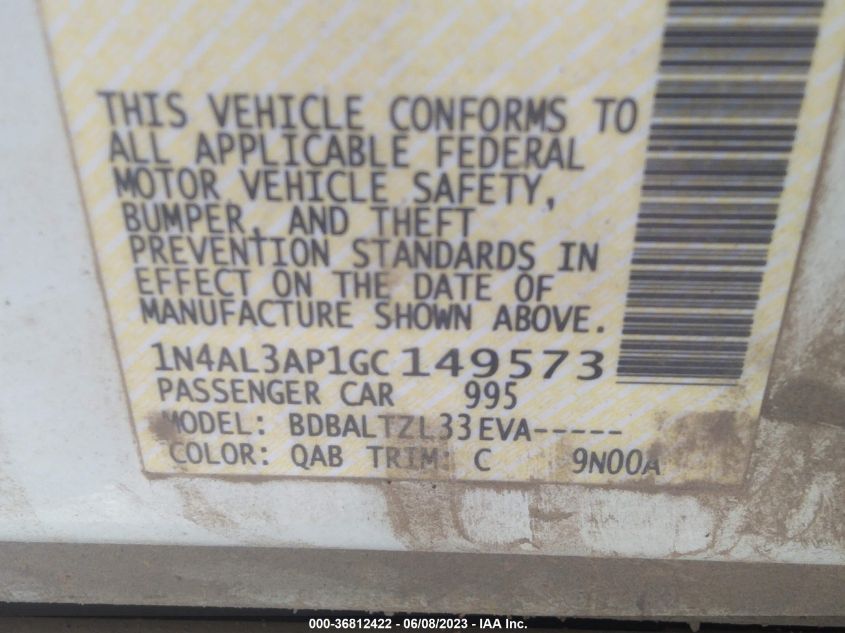 THIS VEHICLE CONFORMS TO
ALL APPLICABLE FEDERAL
MOTOR VEHICLE SAFETY,
BUMPER, AND THEFT
PREVENTION STANDARDS IN
EFFECT ON THE DATE OF
MANUFACTURE SHOWN ABOVE.
1N4AL3AP1GC149573
PASSENGER CAR 995
MODEL: BDBALTZL33EVA-----
COLOR: QAB TRIM: C 9N00A
000-36812422 - 06/08/2023 - IAA Inc.